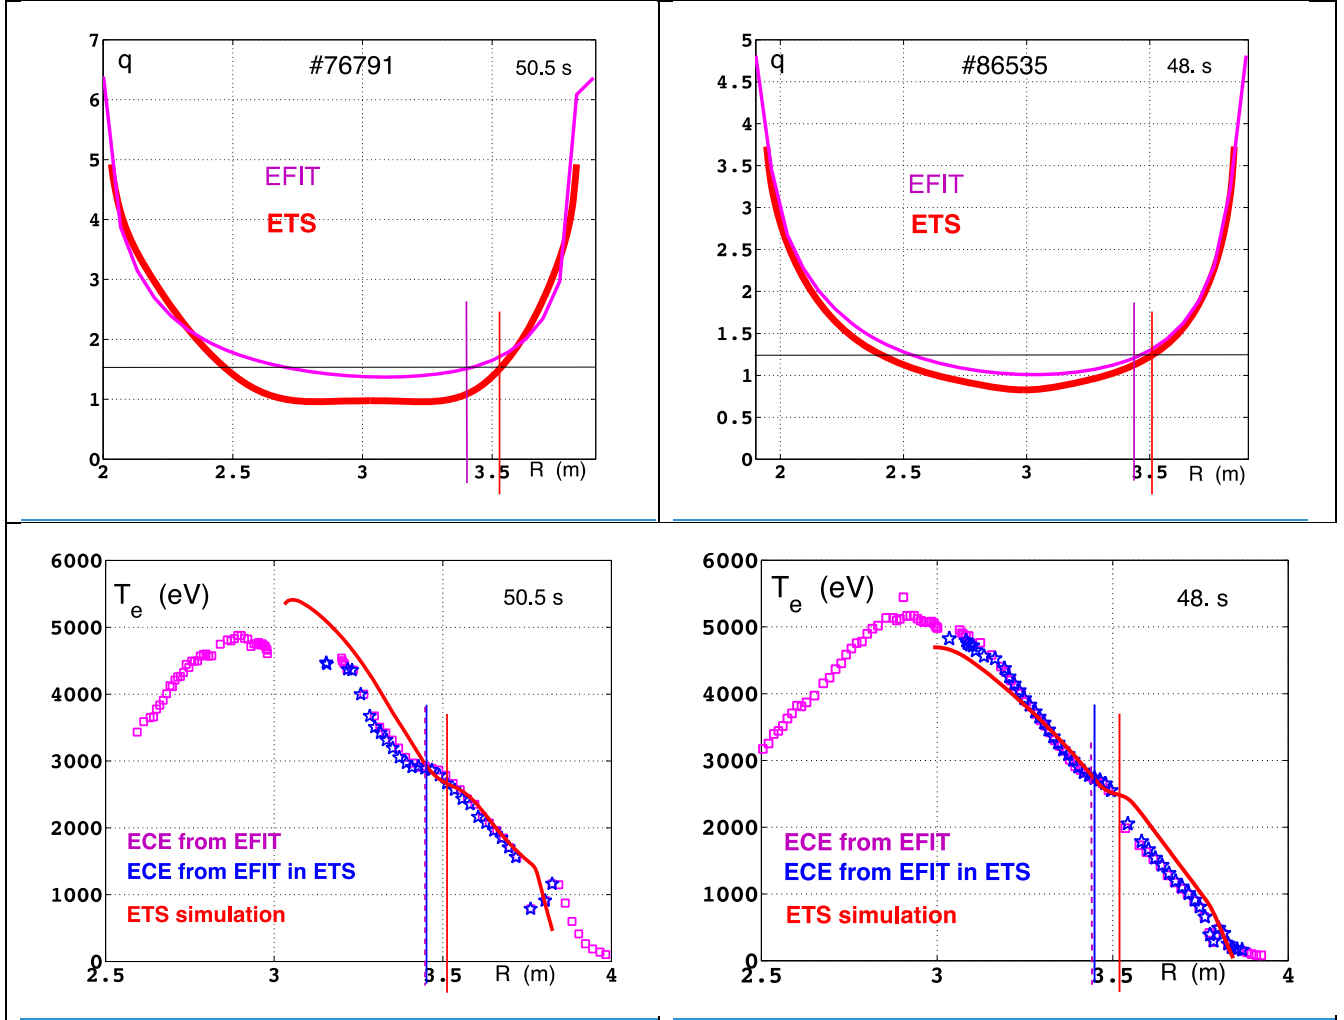 7
6
5
4
3
2
1
0
q
#76791
50.5 s
EFIT
ETS
2
2.5
3
3.5
R (m)
5
4.5
4
3.5
3
2.5
2
1.5
1
0.5
0
q
#86535
48. s
EFIT
ETS
2
2.5
3
3.5
R (m)
6000
5000
4000
3000
2000
1000
0
Te (eV)
50.5 s
ECE from EFIT
ECE from EFIT in ETS
ETS simulation
2.5
3
3.5
R (m)
4
6000
5000
4000
3000
2000
1000
0
Te (eV)
48. s
ECE from EFIT
ECE from EFIT in ETS
ETS simulation
2.5
3
3.5
R (m)
4